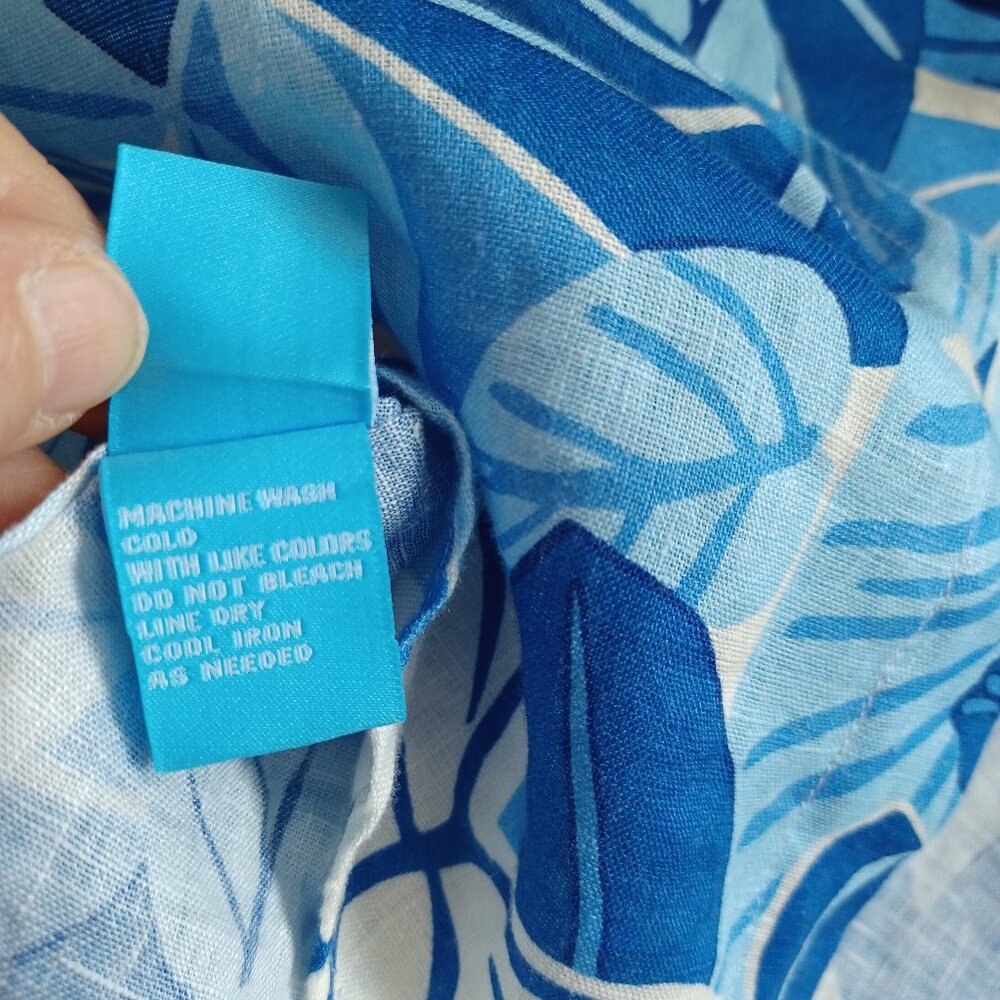 MACHINE WASH
COLD
WITH LIKE COLORS
DO NOT BLEACH
LINE DRY
COOL IRON
AS NEEDED